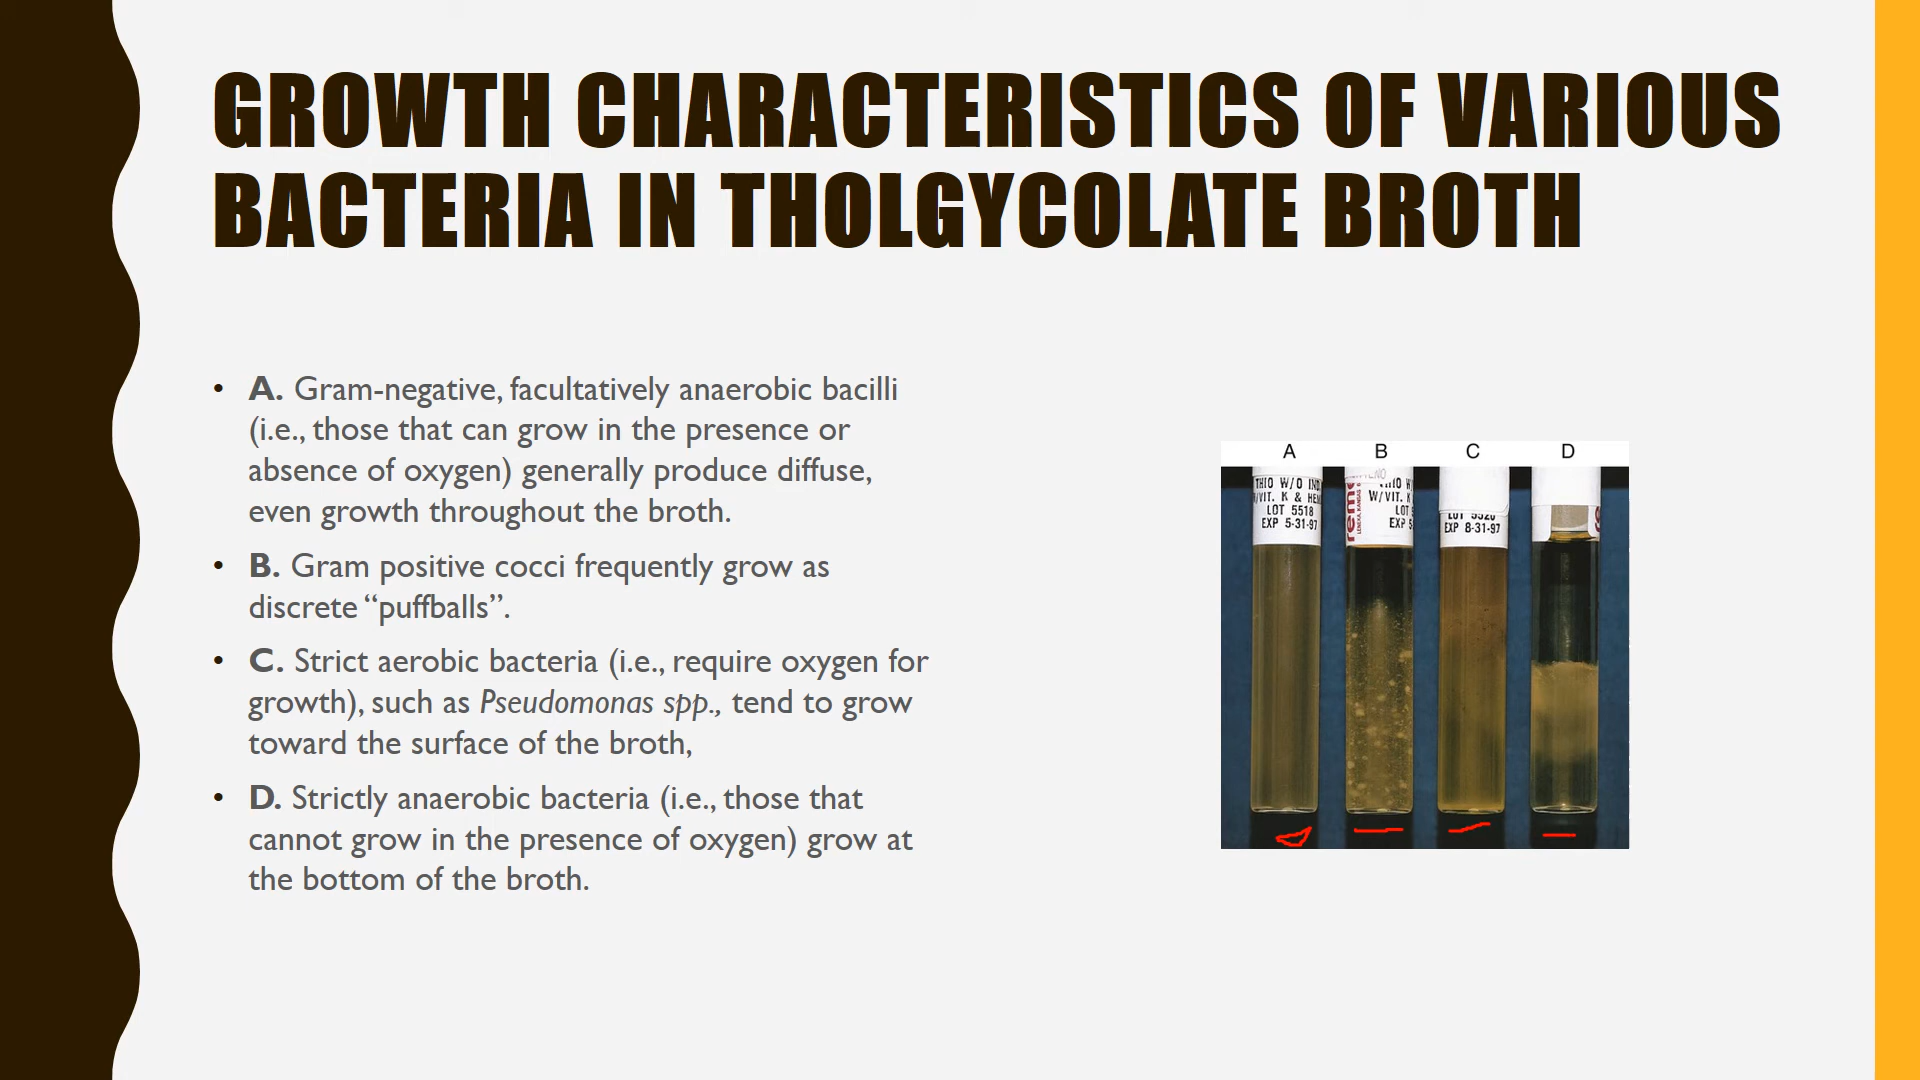 GROWTH CHARACTERISTICS OF VARIOUS
BACTERIA IN THOLGYCOLATE BROTH
• A. Gram-negative, facultatively anaerobic bacilli
(i.e., those that can grow in the presence or
absence of oxygen) generally produce diffuse,
even growth throughout the broth.
• B. Gram positive cocci frequently grow as
discrete “puffballs”.
• C. Strict aerobic bacteria (i.e., require oxygen for
growth), such as Pseudomonas spp., tend to grow
toward the surface of the broth,
• D. Strictly anaerobic bacteria (i.e., those that
cannot grow in the presence of oxygen) grow at
the bottom of the broth.
A B C D
THIO W/O IND
W/VIT. K & HEM
LOT 5518
EXP 5-31-97
W/VIT. K
LOT
EXP
LOT 5520
EXP 8-31-97